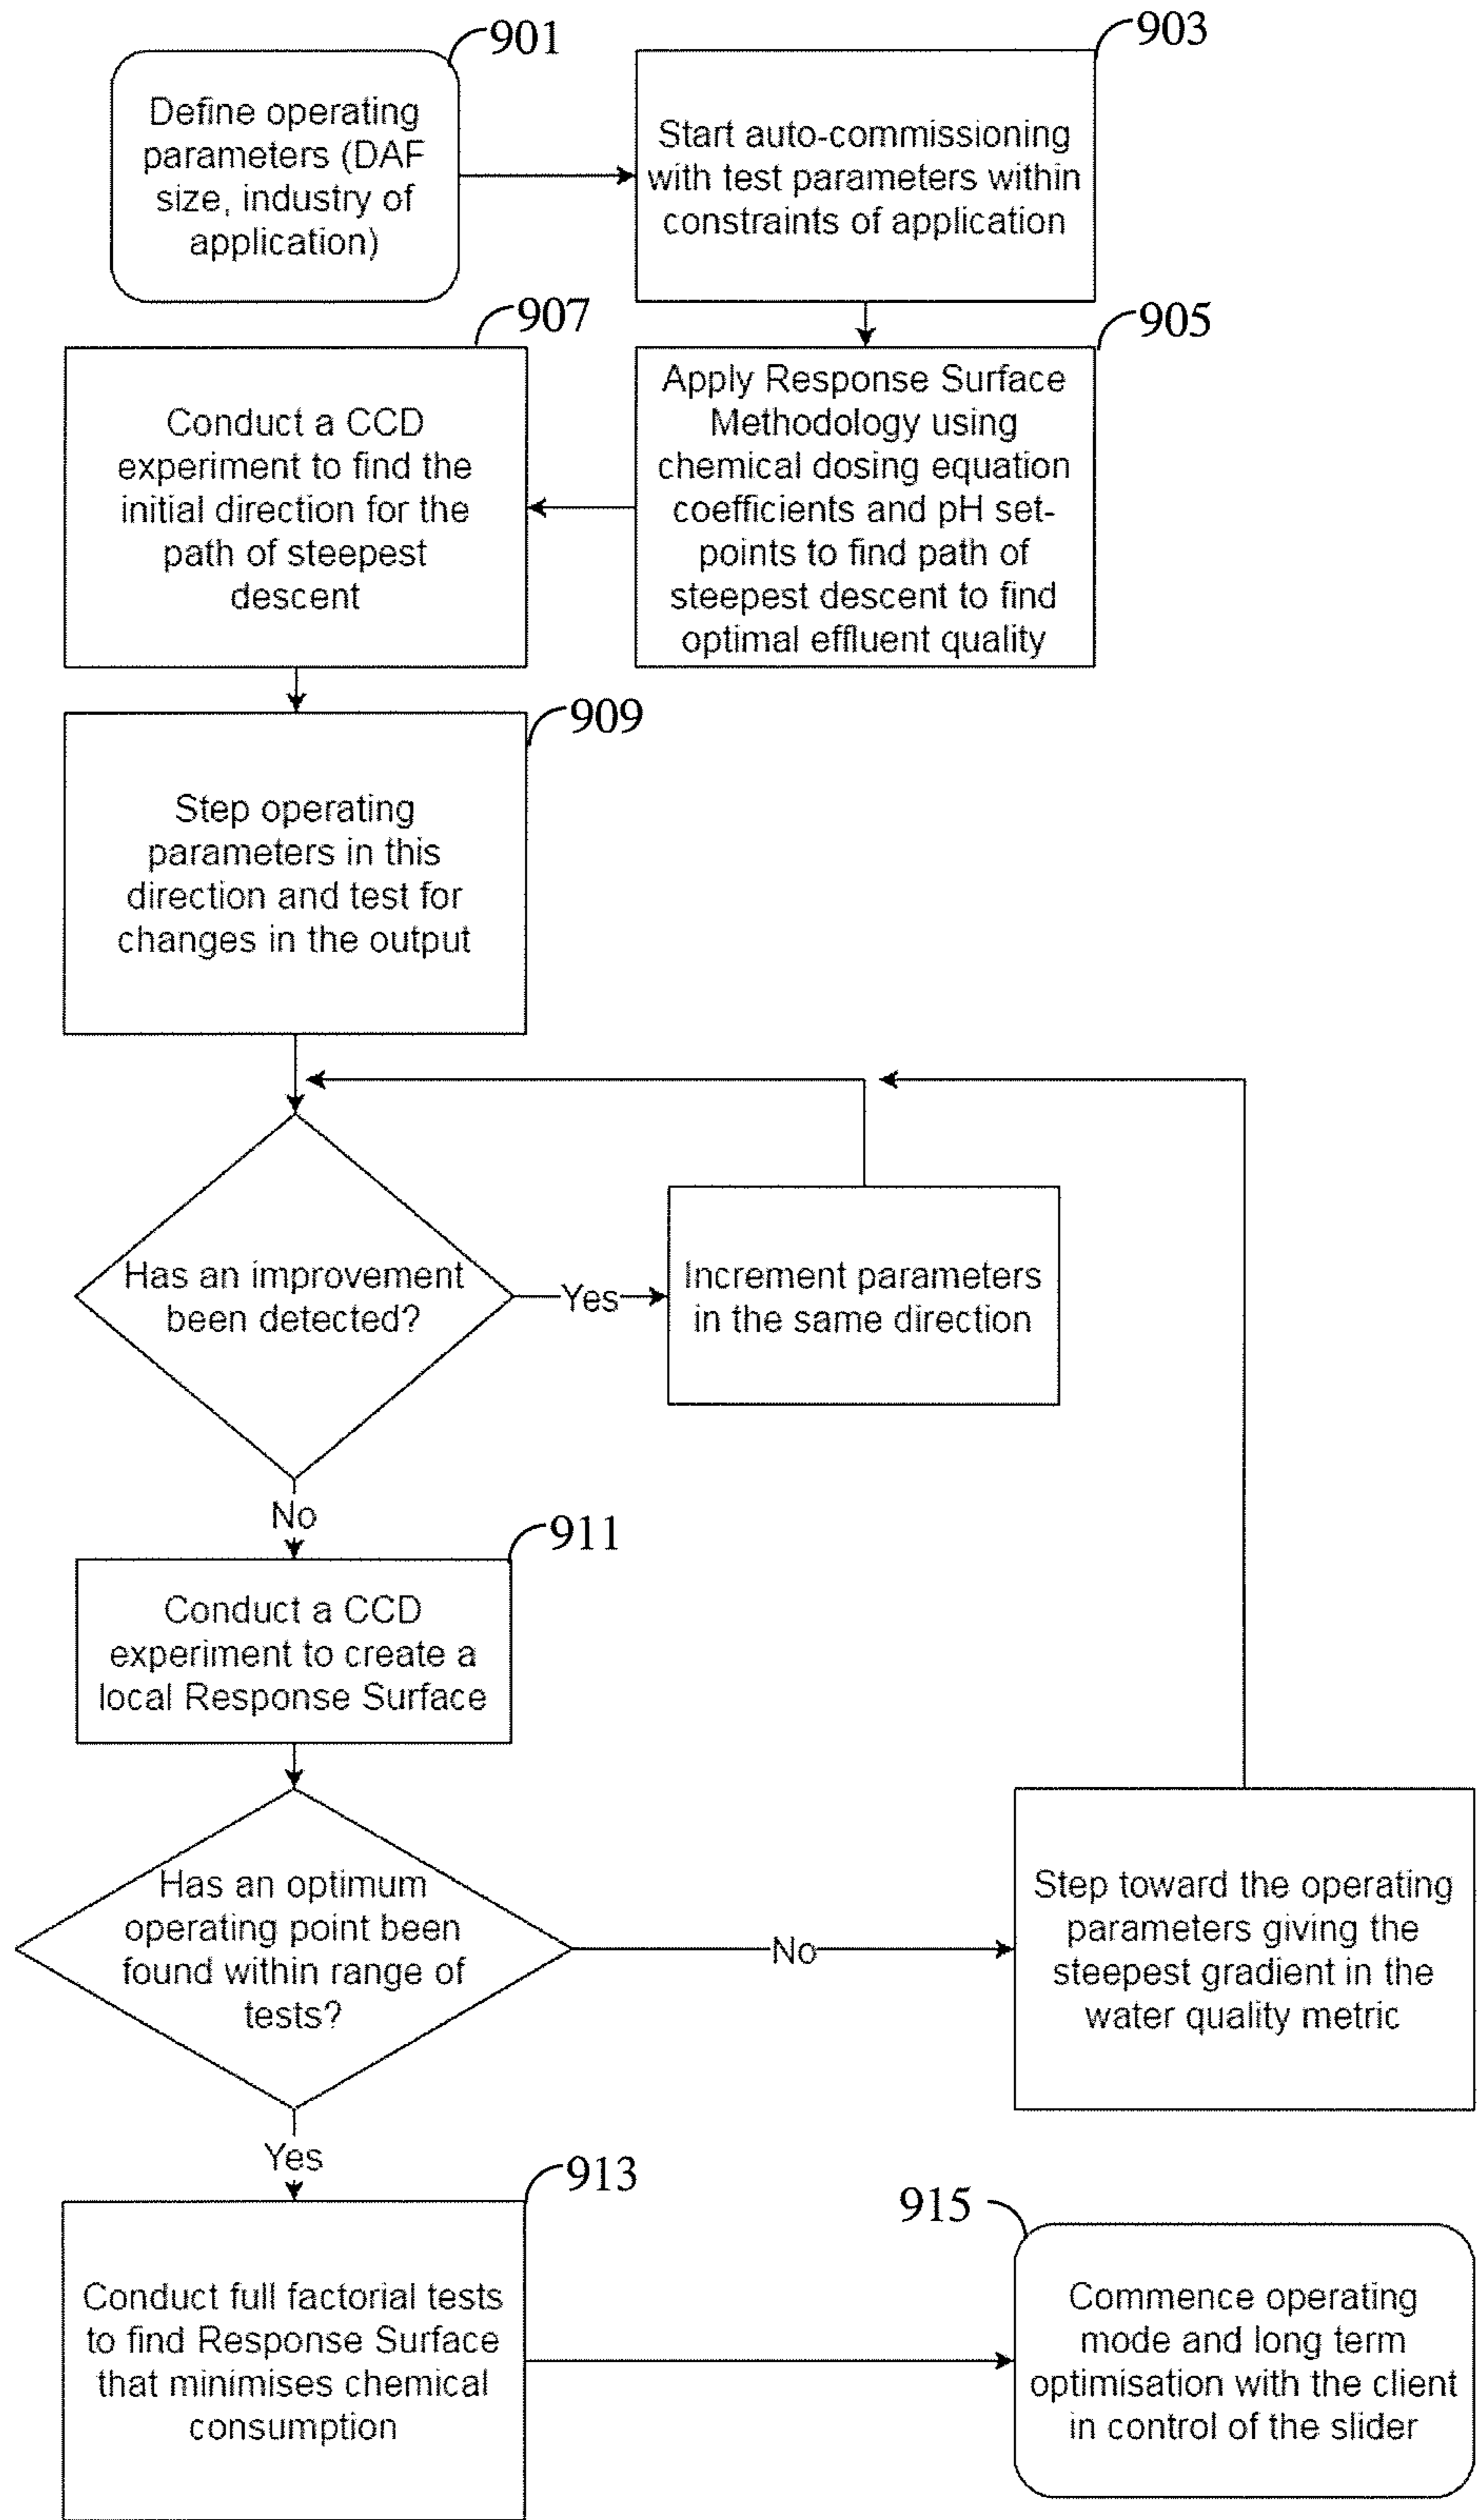 901
Define operating
parameters (DAF
size, industry of
application)
903
Start auto-commissioning
with test parameters within
constraints of application
907
Conduct a CCD
experiment to find the
initial direction for the
path of steepest
descent
905
Apply Response Surface
Methodology using
chemical dosing equation
coefficients and pH set-
points to find path of
steepest descent to find
optimal effluent quality
909
Step operating
parameters in this
direction and test for
changes in the output
Has an improvement
been detected?
Yes
Increment parameters
in the same direction
No
911
Conduct a CCD
experiment to create a
local Response Surface
Has an optimum
operating point been
found within range of
tests?
No
Step toward the operating
parameters giving the
steepest gradient in the
water quality metric
Yes
913
Conduct full factorial tests
to find Response Surface
that minimises chemical
consumption
915
Commence operating
mode and long term
optimisation with the client
in control of the slider